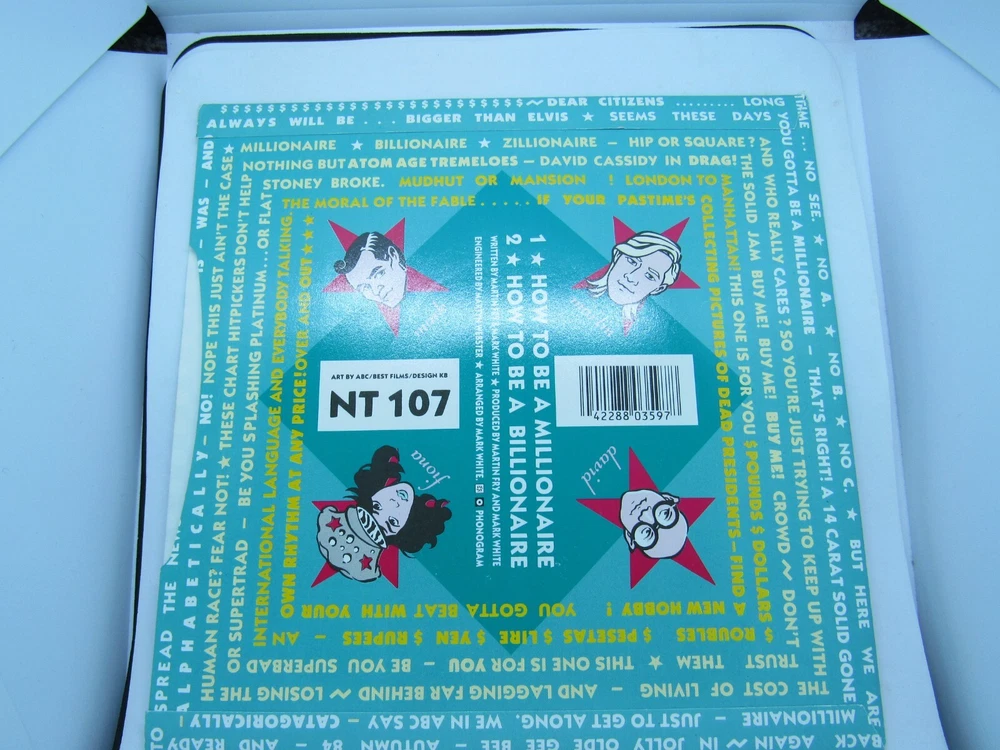 $ $ $ $ $ $ $ $ $ $ $ $ $ $ $ $ $ $ $ $ $ $ $ $ $ $ $ ~ DEAR CITIZENS ......... LONG TIME ... NO SEE. ★ NO A. ★ NO B. ★ NO C. ★ BUT HERE WE ARE
BACK AGAIN IN JOLLY OLDE GEE BEE AUTUMN 84 AND READY TO
SPREAD THE
ALWAYS WILL BE ... BIGGER THAN ELVIS ★ SEEMS THESE DAYS
YOU GOTTA BE A MILLIONAIRE – THAT'S RIGHT! A 14 CARAT SOLID GONE
MILLIONAIRE – JUST TO GET ALONG. WE IN ABC SAY – CATAGORICALLY –
ALPHABETICALLY – NO! NOPE THIS JUST AIN'T THE CASE ★
MILLIONAIRE ★ BILLIONAIRE ★ ZILLIONAIRE – HIP OR SQUARE?
AND WHO REALLY CARES? SO YOU'RE JUST TRYING TO KEEP UP WITH
THE COST OF LIVING – AND LAGGING FAR BEHIND ~ LOSING THE
HUMAN RACE? FEAR NOT! ★ THESE CHART HITPICKERS DON'T HELP?
NOTHING BUT ATOM AGE TREMELOES – DAVID CASSIDY IN DRAG!
THE SOLID JAM BUY ME! BUY ME! BUY ME! CROWD ~ DON'T
TRUST THEM ★ THIS ONE IS FOR YOU – BE YOU SUPERBAD
OR SUPERTRAD – BE YOU SPLASHING PLATINUM... OR FLAT
STONEY BROKE. MUDHUT OR MANSION ! LONDON TO
MANHATTAN! THIS ONE IS FOR YOU $ POUNDS $ DOLLARS
$ ROUBLES $ PESETAS $ LIRE $ YEN $ RUPEES – AN
INTERNATIONAL LANGUAGE AND EVERYBODY TALKING.
THE MORAL OF THE FABLE.....IF YOUR PASTIME'S
COLLECTING PICTURES OF DEAD PRESIDENTS – FIND A
NEW HOBBY! YOU GOTTA BEAT WITH YOUR
OWN RHYTHM AT ANY PRICE! OVER AND OUT ★★★
1 ★ HOW TO BE A MILLIONAIRE
2 ★ HOW TO BE A BILLIONAIRE
WRITTEN BY MARTIN FRY AND MARK WHITE ★ PRODUCED BY MARTIN FRY AND MARK WHITE
ENGINEERED BY MARTIN WEBSTER ★ ARRANGED BY MARK WHITE. PHONOGRAM
ART BY ABC/BEST FILMS/DESIGN KB
NT 107
42288 03597
fiona
david
IS – WAS – AND